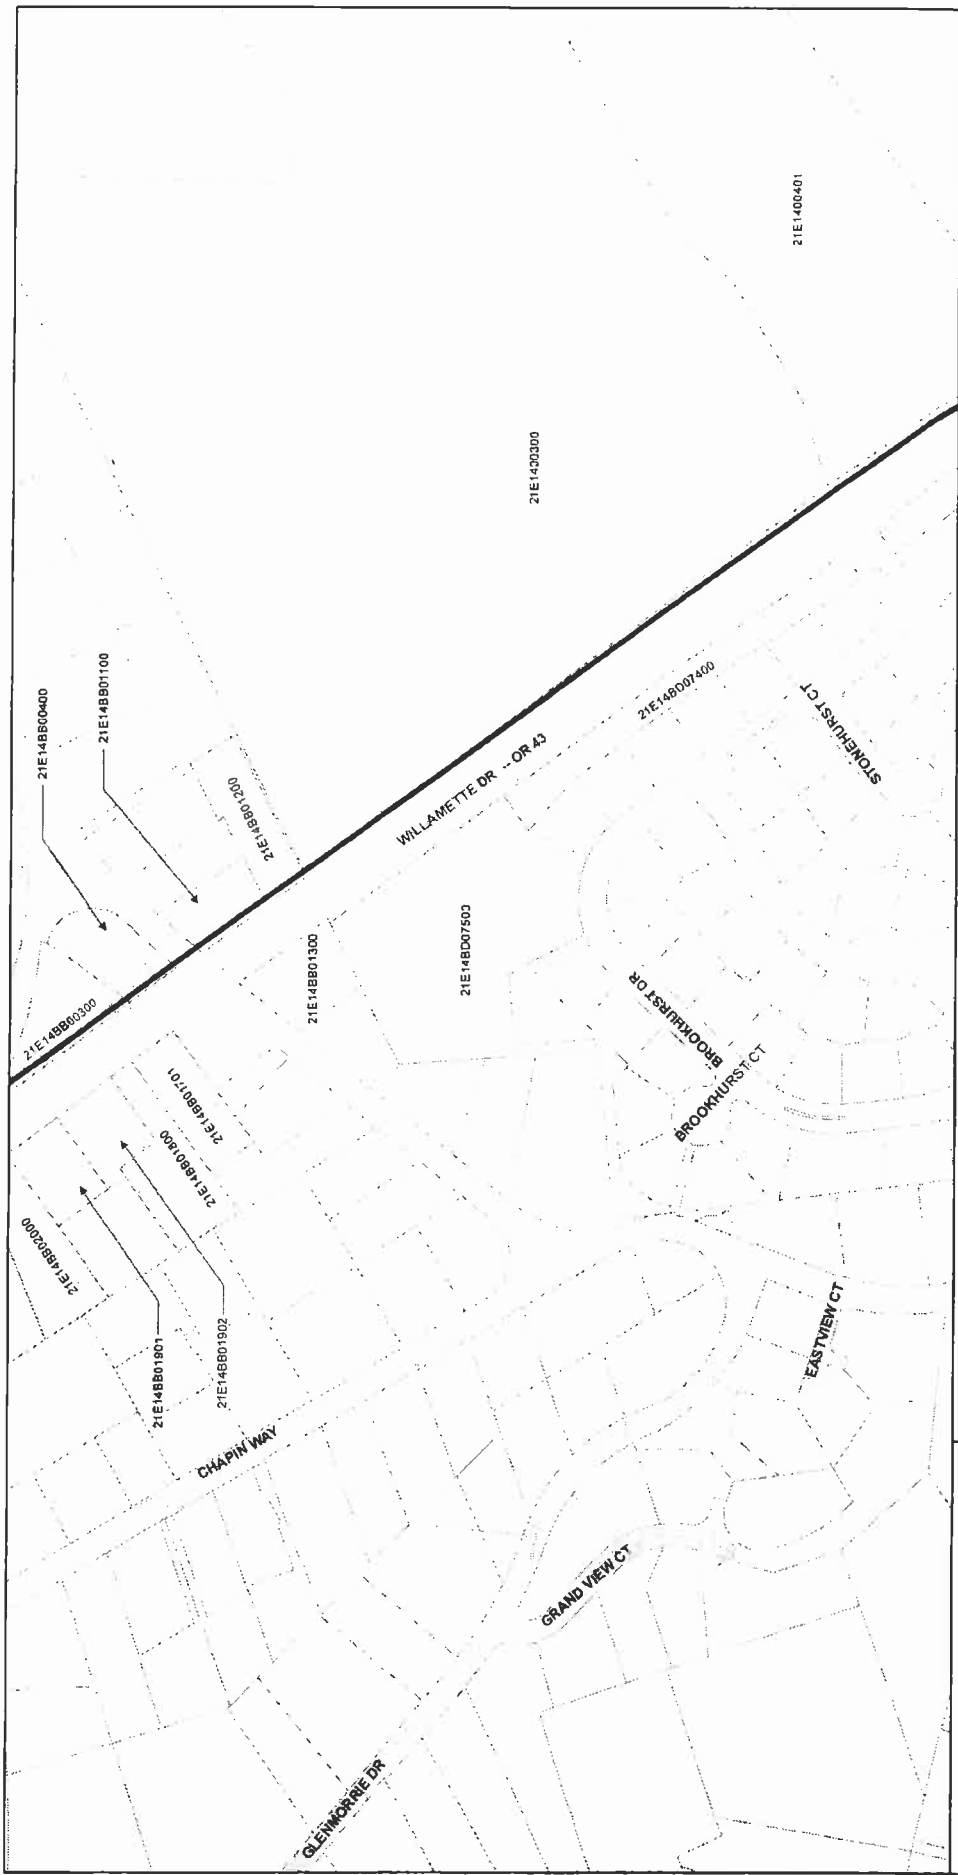 21E14BB00400
21E14BB01100
21E14BB00300
21E14BB01200
21E1400401
21E1400300
WILLAMETTE DR -- OR 43
21E14BD07400
STONEHURST CT
21E14BB01300
21E14BD07500
BROOKHURST DR
BROOKHURST CT
21E14BB01701
21E14BB01800
21E14BB02000
21E14BB01901
21E14BB01902
CHAPIN WAY
EASTVIEW CT
GRAND VIEW CT
GLENMORRIE DR